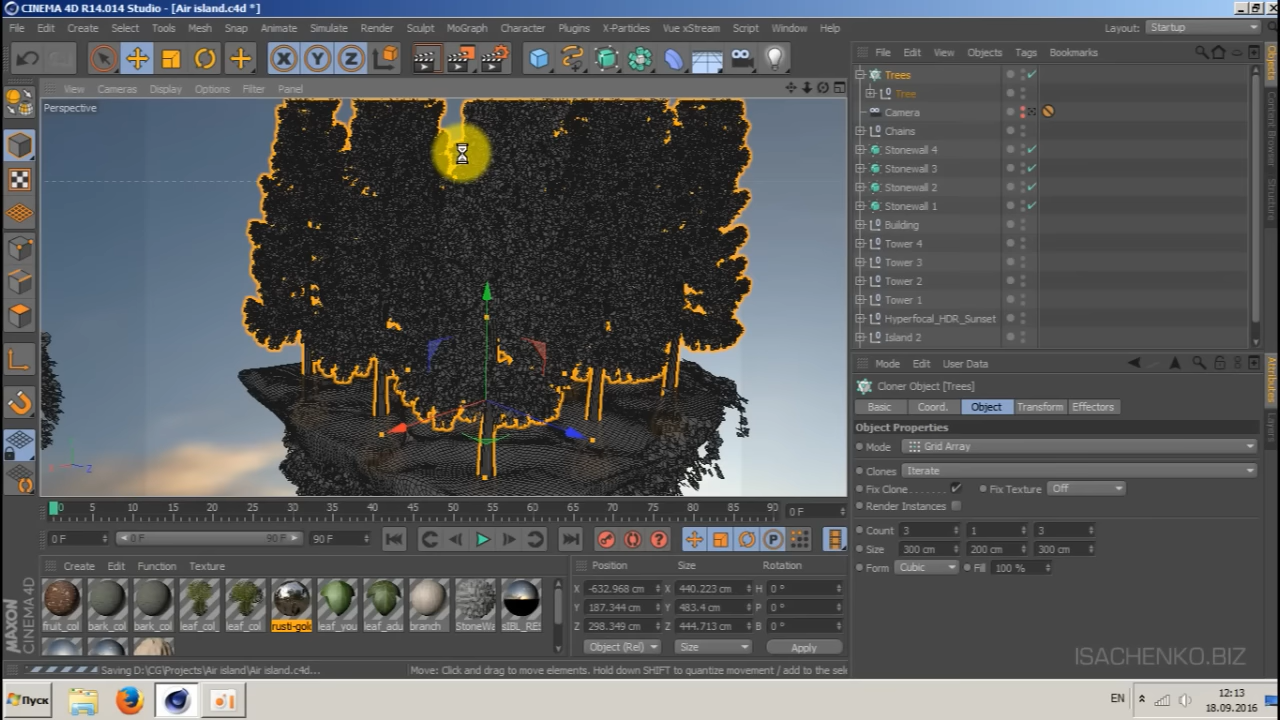 CINEMA 4D R14.014 Studio - [Air island.c4d *]
File Edit Create Select Tools Mesh Snap Animate Simulate Render Sculpt MoGraph Character Plugins X-Particles Vue xStream Script Window Help Layout: Startup
File Edit View Objects Tags Bookmarks
View Cameras Display Options Filter Panel
Perspective
Trees
Tree
Camera
Chains
Stonewall 4
Stonewall 3
Stonewall 2
Stonewall 1
Building
Tower 4
Tower 3
Tower 2
Tower 1
Hyperfocal_HDR_Sunset
Island 2
Objects
Content Browser
Structure
Mode Edit User Data
Cloner Object [Trees]
Basic Coord. Object Transform Effectors
Object Properties
Mode Grid Array
Clones Iterate
Fix Clone Fix Texture Off
Render Instances
Count 3 1 3
Size 300 cm 200 cm 300 cm
Form Cubic Fill 100 %
Attributes
Layers
Z
0 5 10 15 20 25 30 35 40 45 50 55 60 65 70 75 80 85 90 0 F
0 F 0 F 90 F 90 F
Create Edit Function Texture
fruit_col bark_col bark_col leaf_col leaf_col rusti-gold leaf_you leaf_adu branch StoneWa sIBL_RE
Position Size Rotation
X -632.968 cm X 440.223 cm H 0 °
Y 187.344 cm Y 483.4 cm P 0 °
Z 298.349 cm Z 444.713 cm B 0 °
Object (Rel) Size Apply
MAXON
CINEMA 4D
ISACHENKO.BIZ
Saving D:\CG\Projects\Air island\Air island.c4d... Move: Click and drag to move elements. Hold down SHIFT to quantize movement / add to the sel
Пуск EN 12:13
18.09.2016